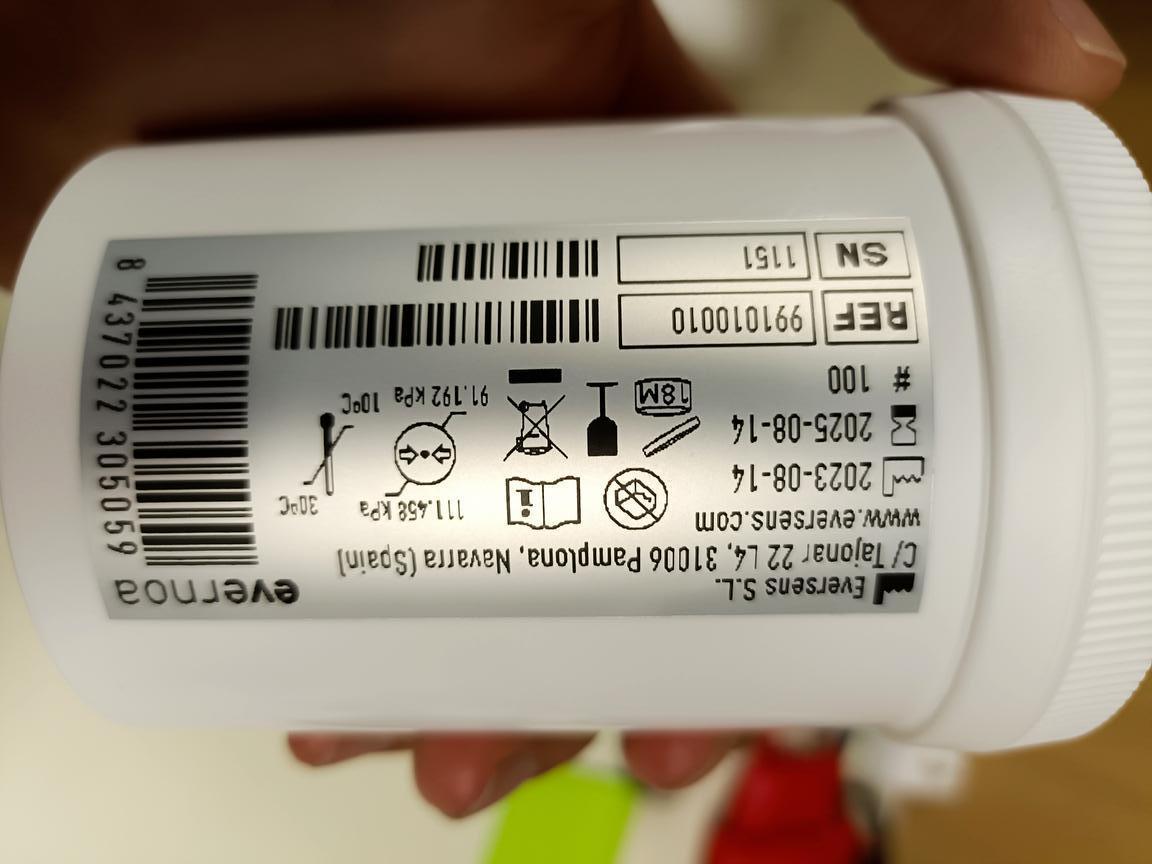 Eversens S.L. evernoa
C/ Tajonar 22 L4, 31006 Pamplona, Navarra (Spain)
www.eversens.com
2023-08-14
2025-08-14
# 100
18M
111.458 kPa
91.192 kPa
30ºC
10ºC
REF 991010010
SN 1151
8 437022 305059